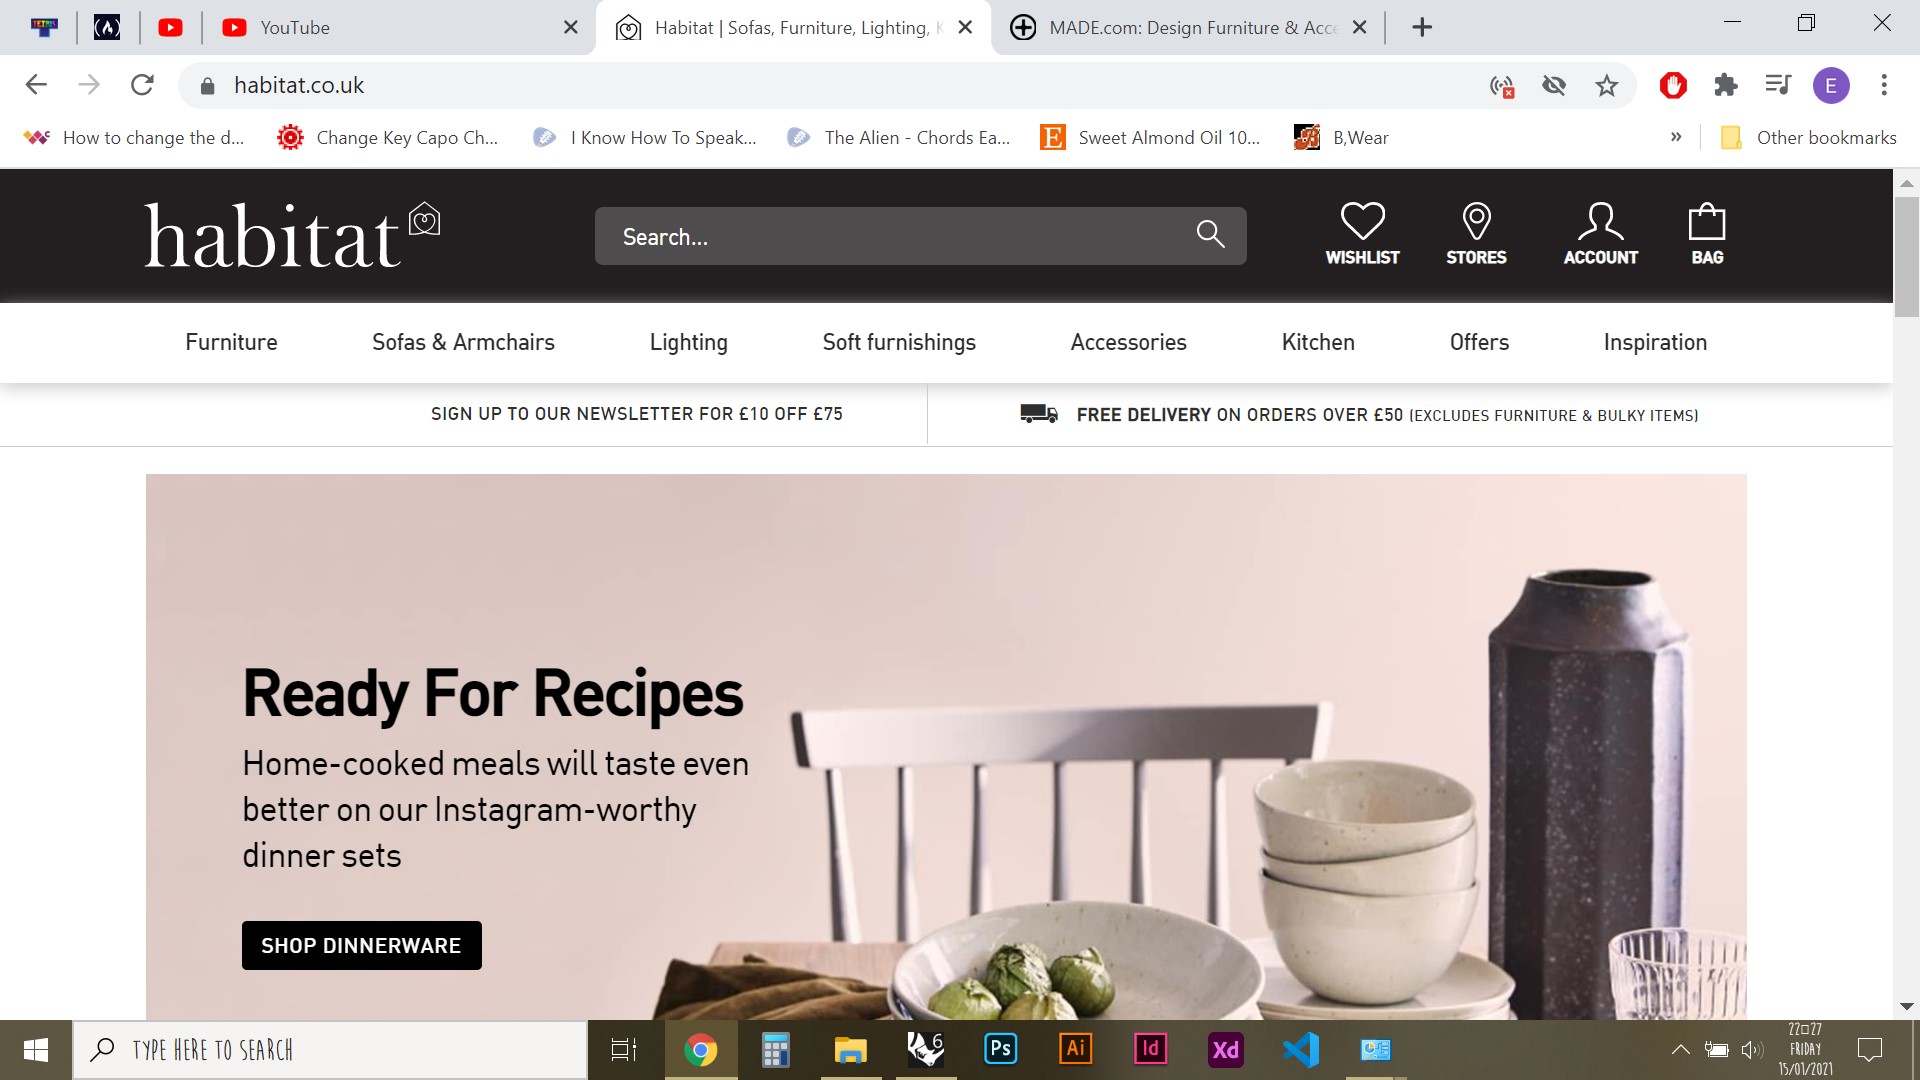 YouTube
Habitat | Sofas, Furniture, Lighting, K
MADE.com: Design Furniture & Acce
habitat.co.uk
E
How to change the d...
Change Key Capo Ch...
I Know How To Speak...
The Alien - Chords Ea...
E
Sweet Almond Oil 10...
B,Wear
»
Other bookmarks
habitat
Search...
WISHLIST
STORES
ACCOUNT
BAG
Furniture
Sofas & Armchairs
Lighting
Soft furnishings
Accessories
Kitchen
Offers
Inspiration
SIGN UP TO OUR NEWSLETTER FOR £10 OFF £75
FREE DELIVERY ON ORDERS OVER £50 (EXCLUDES FURNITURE & BULKY ITEMS)
Ready For Recipes
Home-cooked meals will taste even
better on our Instagram-worthy
dinner sets
SHOP DINNERWARE
TYPE HERE TO SEARCH
6
Ps
Ai
Id
Xd
22□27
FRIDAY
15/01/2021